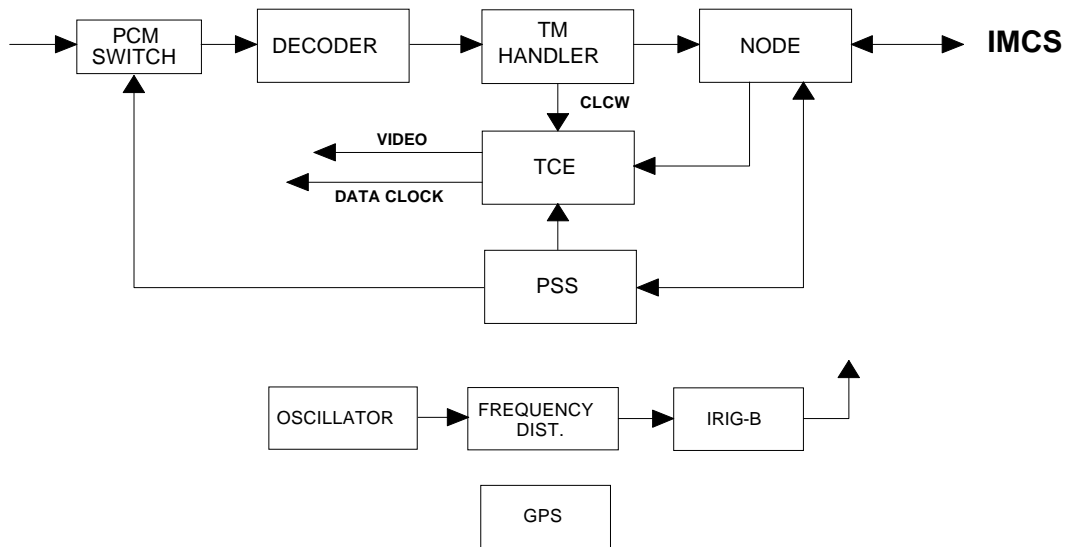 PCM
SWITCH
DECODER
TM
HANDLER
NODE
IMCS
CLCW
VIDEO
TCE
DATA CLOCK
PSS
OSCILLATOR
FREQUENCY
DIST.
IRIG-B
GPS